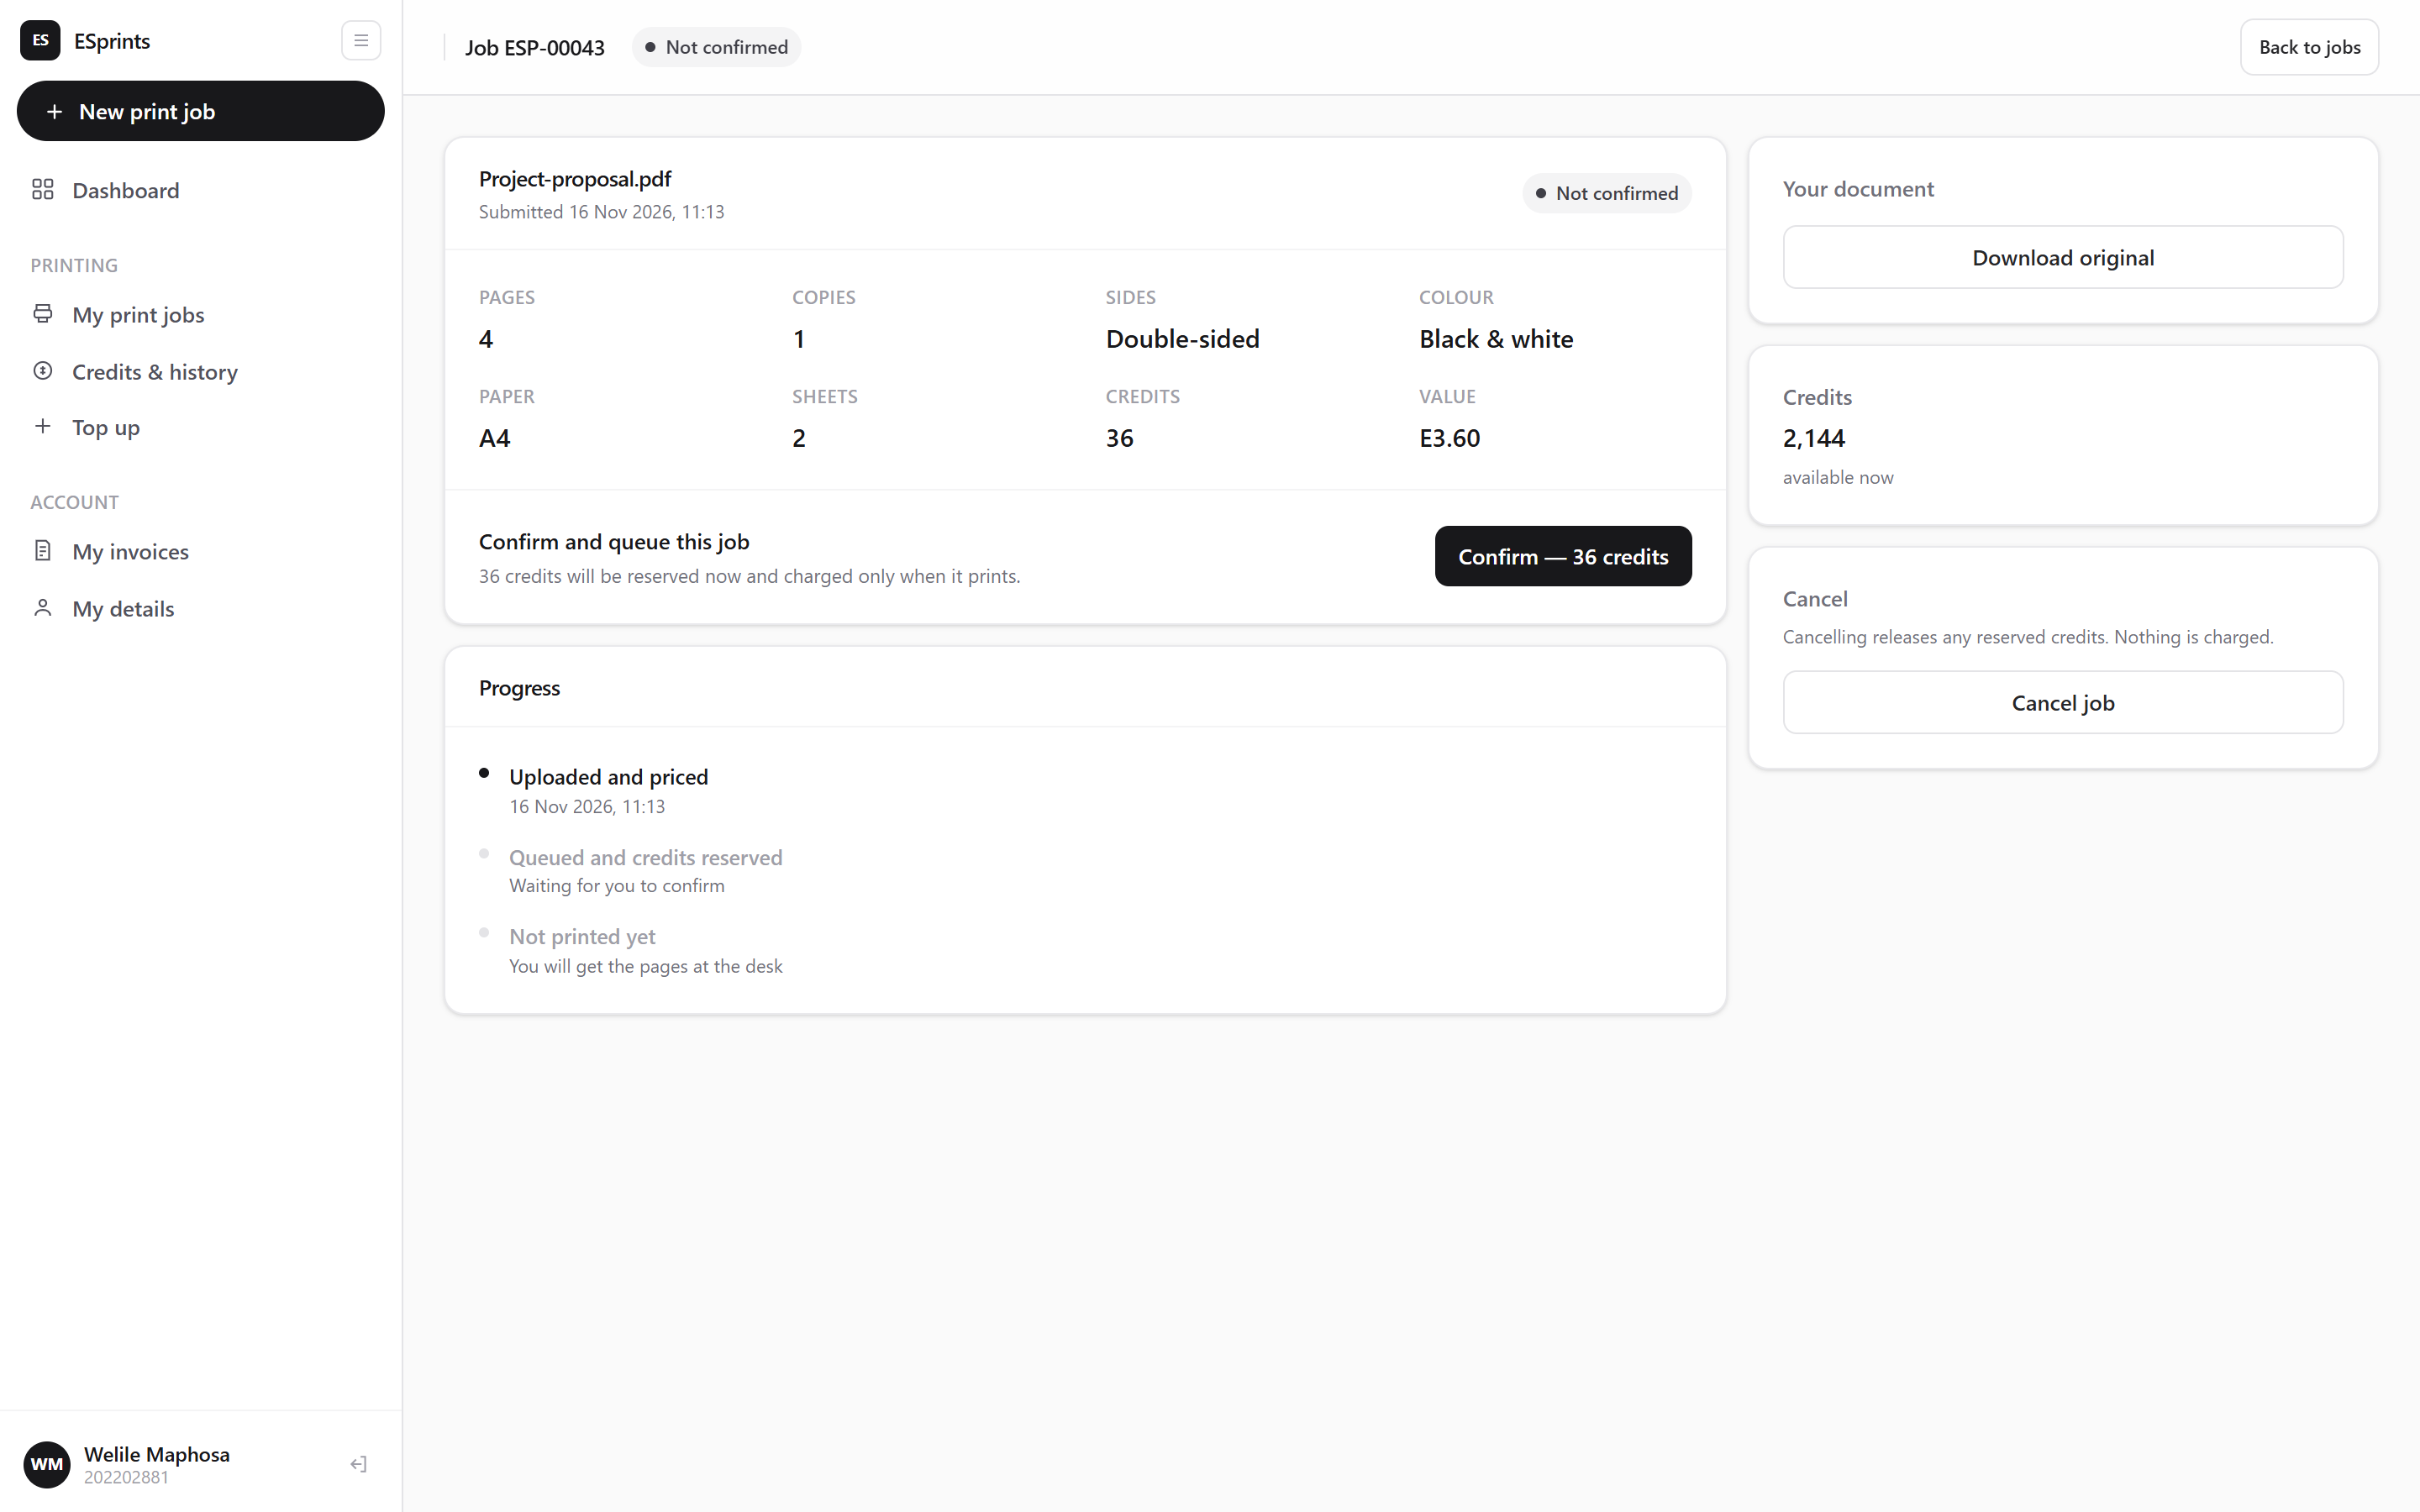 ES ESprints
New print job
Dashboard
PRINTING
My print jobs
Credits & history
Top up
ACCOUNT
My invoices
My details
WM Welile Maphosa
202202881
Job ESP-00043 Not confirmed Back to jobs
Project-proposal.pdf
Submitted 16 Nov 2026, 11:13
Not confirmed
PAGES COPIES SIDES COLOUR
4 1 Double-sided Black & white
PAPER SHEETS CREDITS VALUE
A4 2 36 E3.60
Confirm and queue this job
36 credits will be reserved now and charged only when it prints.
Confirm — 36 credits
Progress
Uploaded and priced
16 Nov 2026, 11:13
Queued and credits reserved
Waiting for you to confirm
Not printed yet
You will get the pages at the desk
Your document
Download original
Credits
2,144
available now
Cancel
Cancelling releases any reserved credits. Nothing is charged.
Cancel job